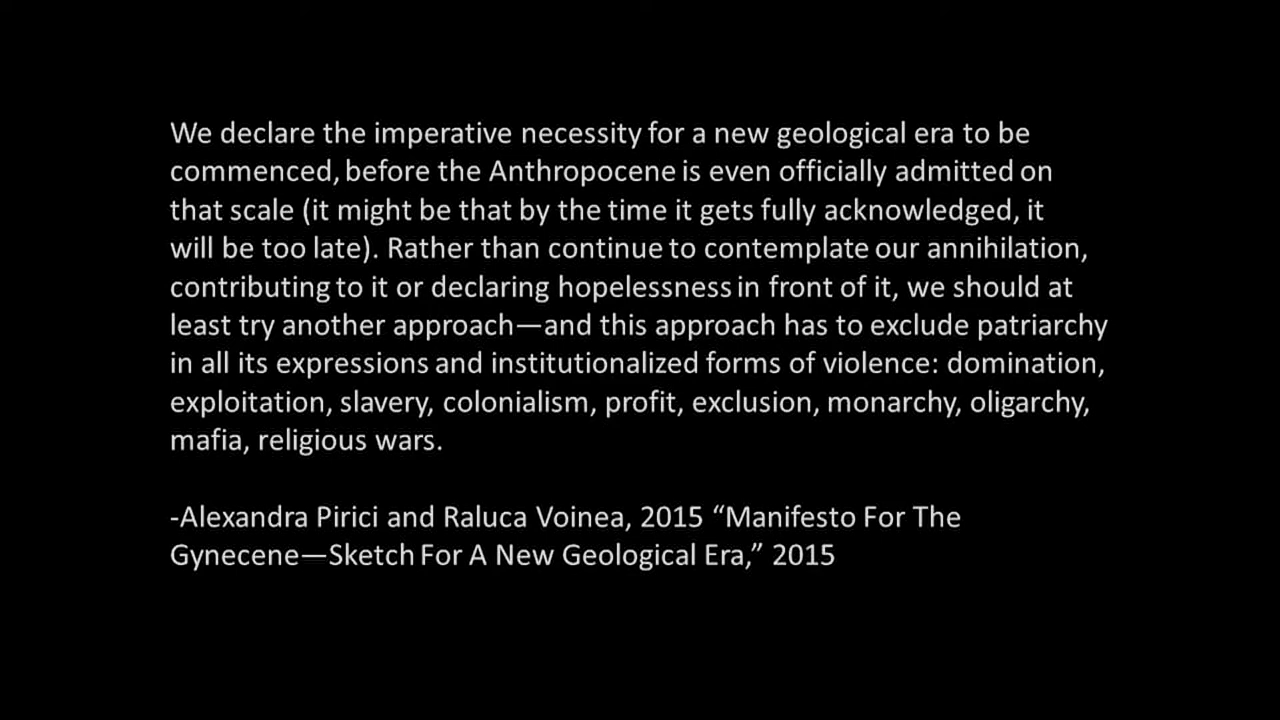 We declare the imperative necessity for a new geological era to be
commenced, before the Anthropocene is even officially admitted on
that scale (it might be that by the time it gets fully acknowledged, it
will be too late). Rather than continue to contemplate our annihilation,
contributing to it or declaring hopelessness in front of it, we should at
least try another approach—and this approach has to exclude patriarchy
in all its expressions and institutionalized forms of violence: domination,
exploitation, slavery, colonialism, profit, exclusion, monarchy, oligarchy,
mafia, religious wars.
-Alexandra Pirici and Raluca Voinea, 2015 “Manifesto For The
Gynecene—Sketch For A New Geological Era,” 2015